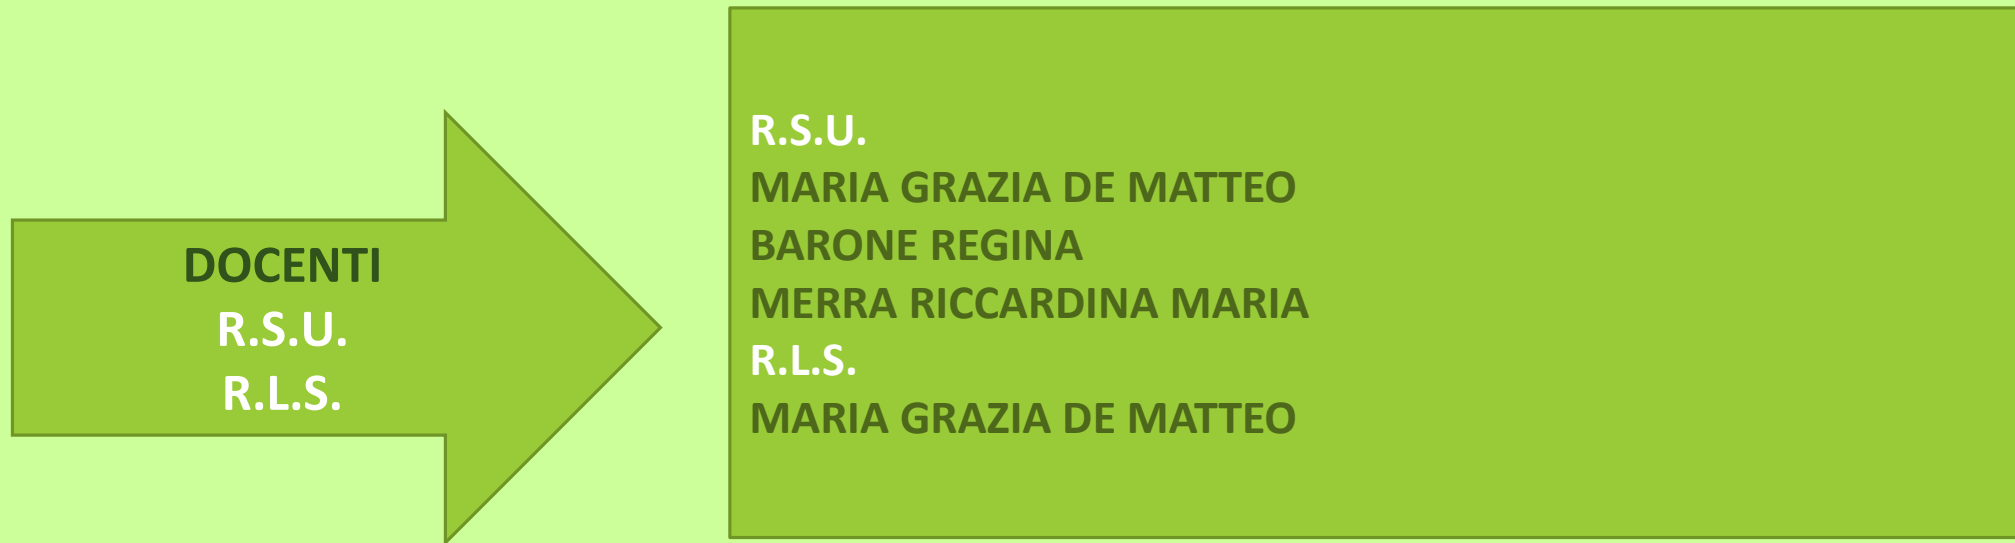 DOCENTI
R.S.U.
R.L.S.
R.S.U.
MARIA GRAZIA DE MATTEO
BARONE REGINA
MERRA RICCARDINA MARIA
R.L.S.
MARIA GRAZIA DE MATTEO